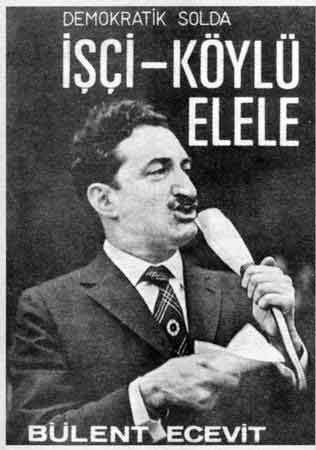 DEMOKRATİK SOLDA
İŞÇİ-KÖYLÜ
ELELE
BÜLENT ECEVİT